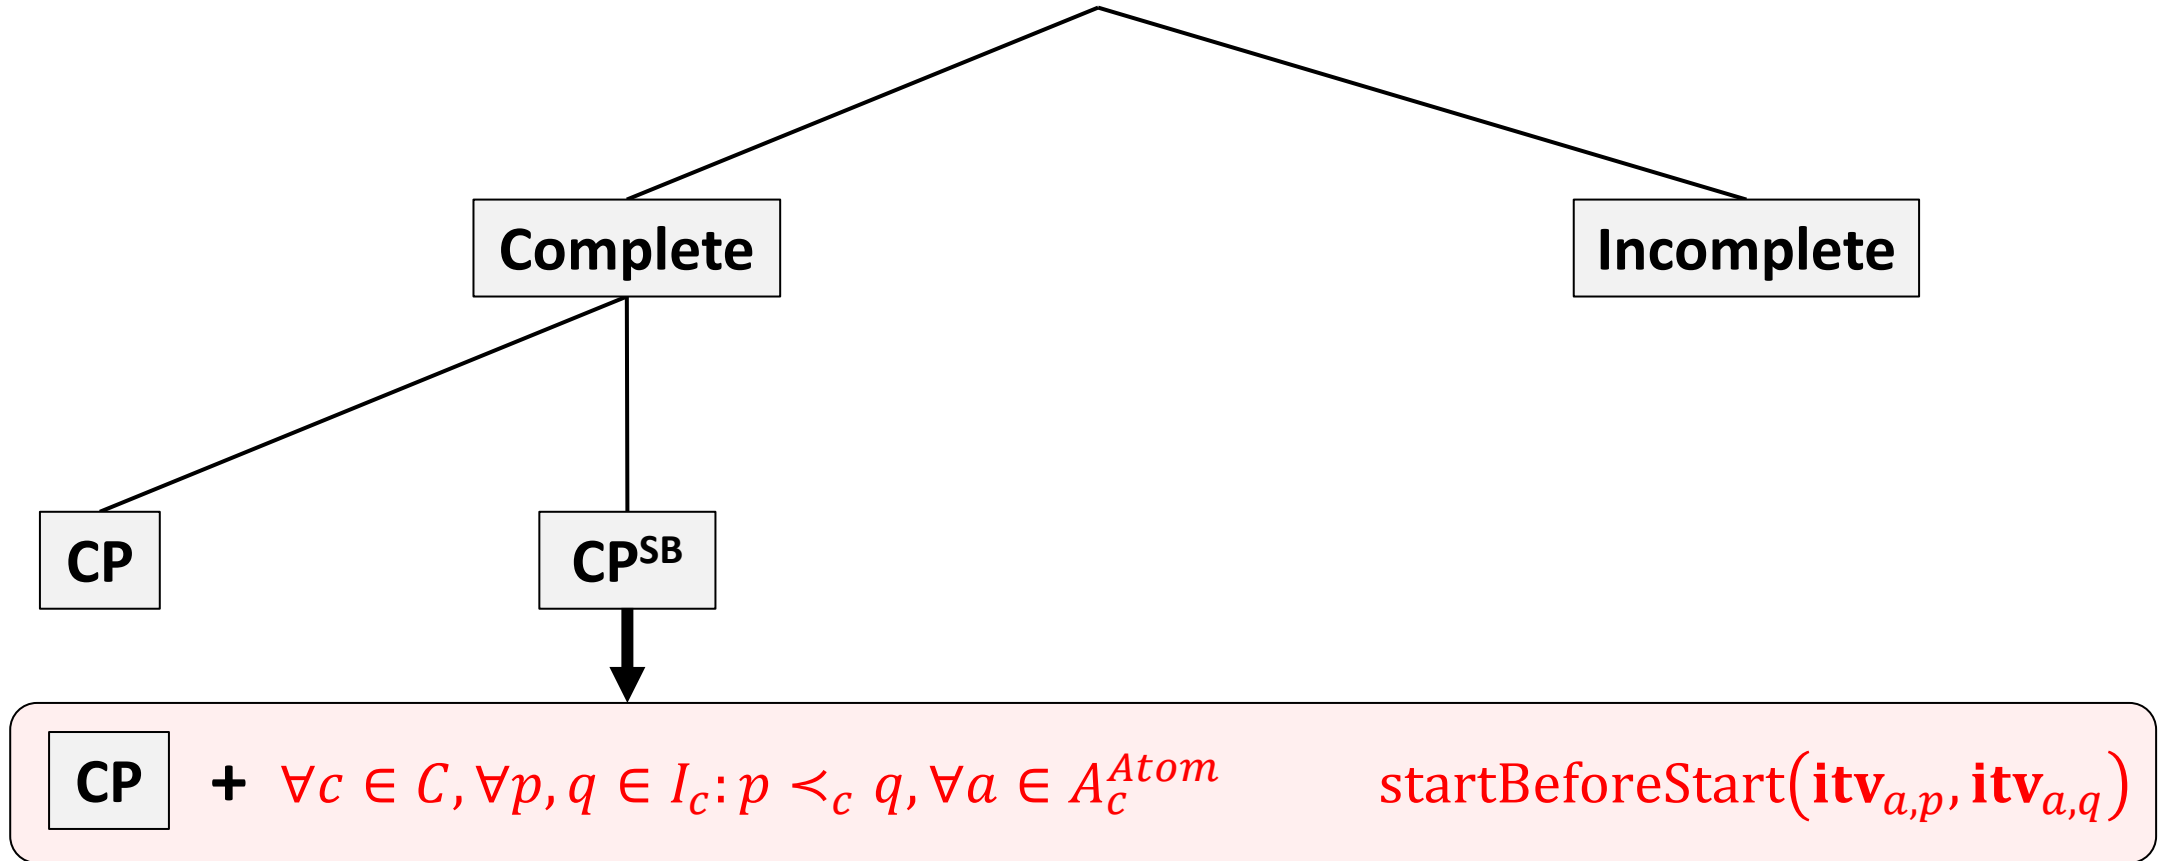 Complete
Incomplete
CP
CP^SB
CP + ∀c ∈ C, ∀p, q ∈ I_c: p ≺_c q, ∀a ∈ A_c^Atom startBeforeStart(itv_a,p, itv_a,q)